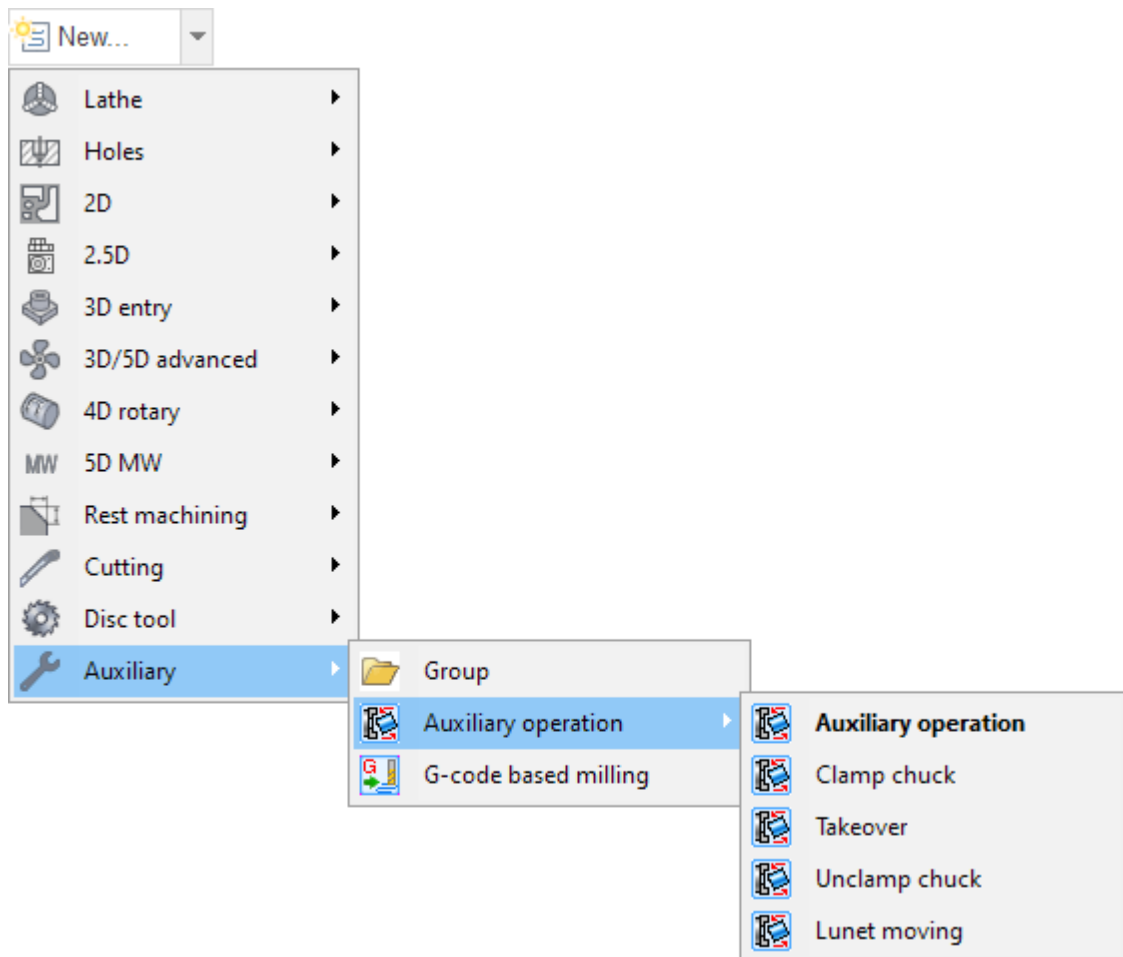 New...
Lathe
Holes
2D
2.5D
3D entry
3D/5D advanced
4D rotary
MW 5D MW
Rest machining
Cutting
Disc tool
Auxiliary
Group
Auxiliary operation
G G-code based milling
Auxiliary operation
Clamp chuck
Takeover
Unclamp chuck
Lunet moving